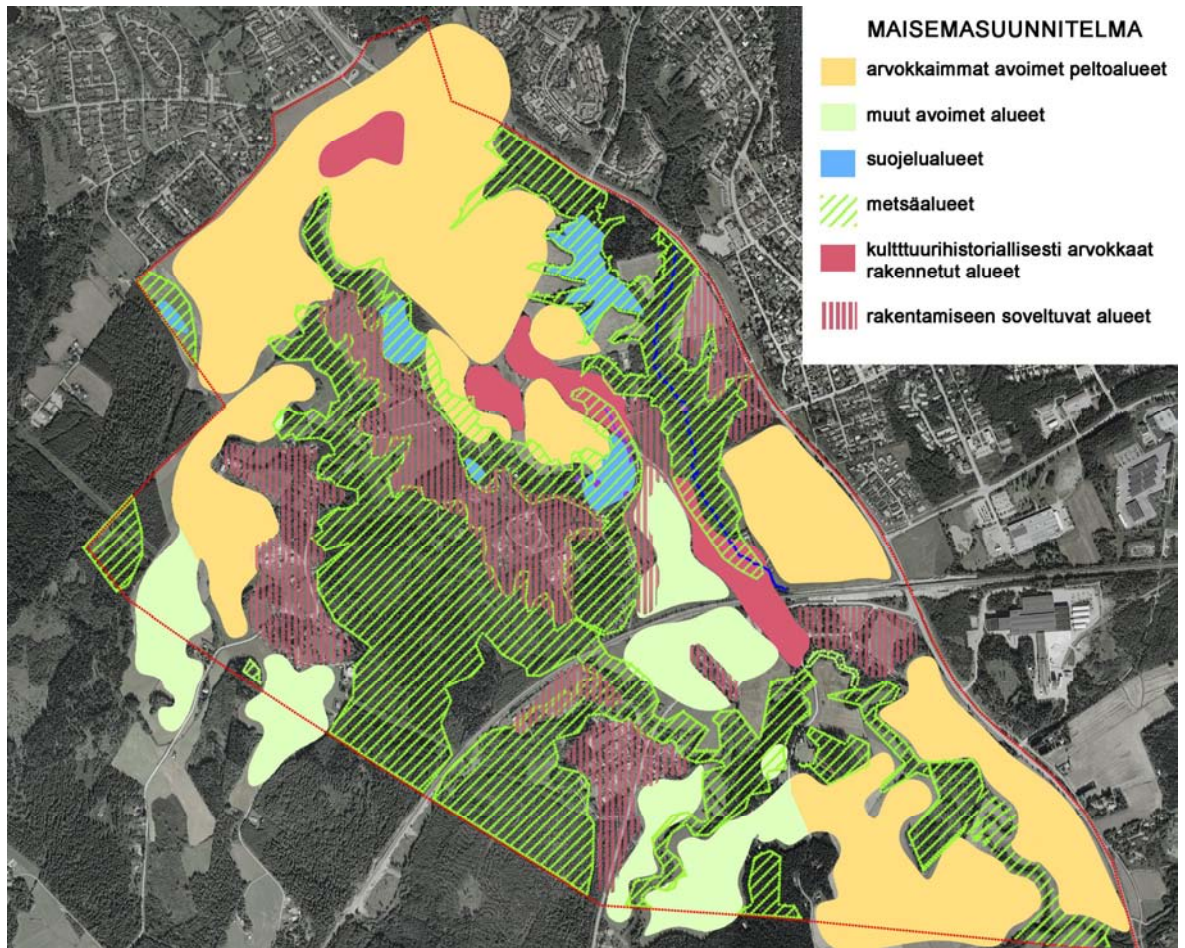 MAISEMASUUNNITELMA
arvokkaimmat avoimet peltoalueet
muut avoimet alueet
suojelualueet
metsäalueet
kultttuurihistoriallisesti arvokkaat
rakennetut alueet
rakentamiseen soveltuvat alueet